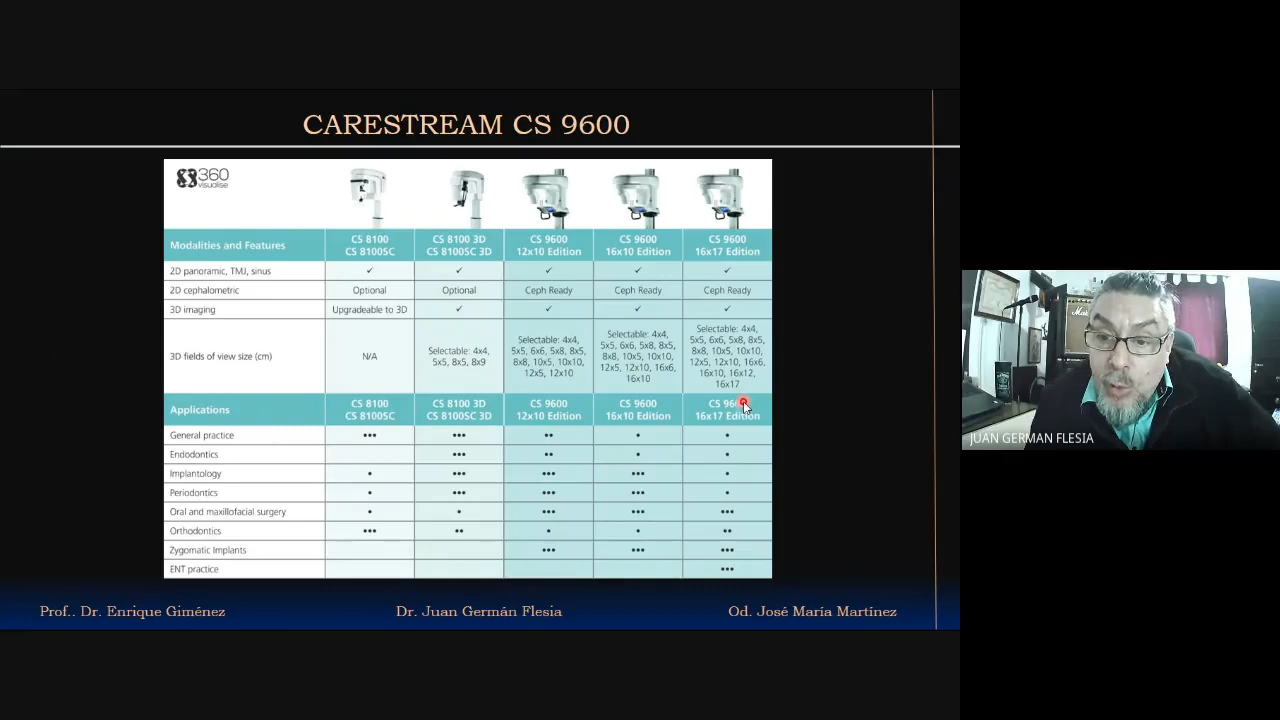 CARESTREAM CS 9600
360
visualise
Modalities and Features
CS 8100
CS 8100SC
CS 8100 3D
CS 8100SC 3D
CS 9600
12x10 Edition
CS 9600
16x10 Edition
CS 9600
16x17 Edition
2D panoramic, TMJ, sinus ✓ ✓ ✓ ✓ ✓
2D cephalometric Optional Optional Ceph Ready Ceph Ready Ceph Ready
3D imaging Upgradeable to 3D ✓ ✓ ✓ ✓
3D fields of view size (cm)
N/A
Selectable: 4x4,
5x5, 8x5, 8x9
Selectable: 4x4,
5x5, 6x6, 5x8, 8x5,
8x8, 10x5, 10x10,
12x5, 12x10
Selectable: 4x4,
5x5, 6x6, 5x8, 8x5,
8x8, 10x5, 10x10,
12x5, 12x10, 16x6,
16x10
Selectable: 4x4,
5x5, 6x6, 5x8, 8x5,
8x8, 10x5, 10x10,
12x5, 12x10, 16x6,
16x10, 16x12,
16x17
Applications
CS 8100
CS 8100SC
CS 8100 3D
CS 8100SC 3D
CS 9600
12x10 Edition
CS 9600
16x10 Edition
CS 960
16x17 Edition
General practice ••• ••• •• • •
Endodontics ••• •• • •
Implantology • ••• ••• ••• •
Periodontics • ••• ••• ••• •
Oral and maxillofacial surgery • • ••• ••• •••
Orthodontics ••• •• • • ••
Zygomatic Implants ••• ••• •••
ENT practice •••
Prof.. Dr. Enrique Giménez
Dr. Juan Germán Flesia
Od. José María Martínez
JUAN GERMAN FLESIA